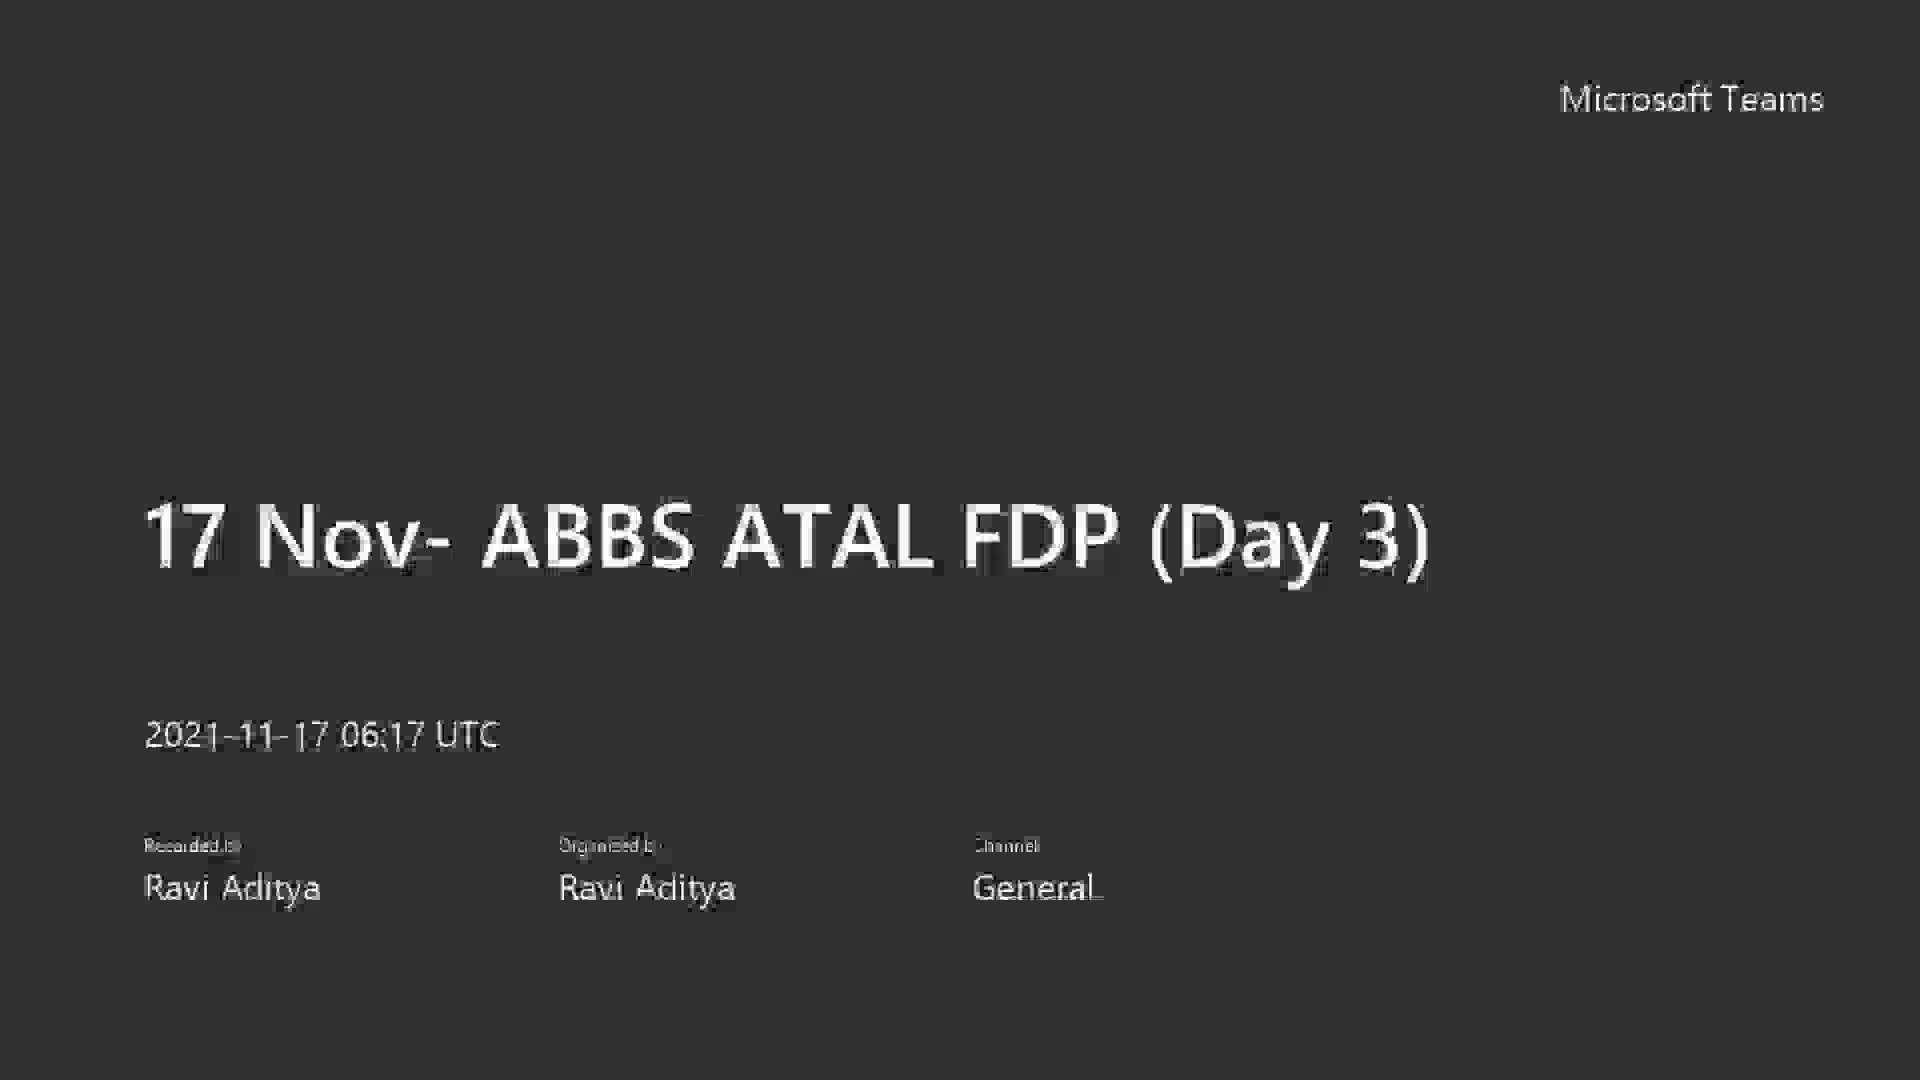 Microsoft Teams
17 Nov- ABBS ATAL FDP (Day 3)
2021-11-17 06:17 UTC
Recorded by Organized by Channel
Ravi Aditya Ravi Aditya General